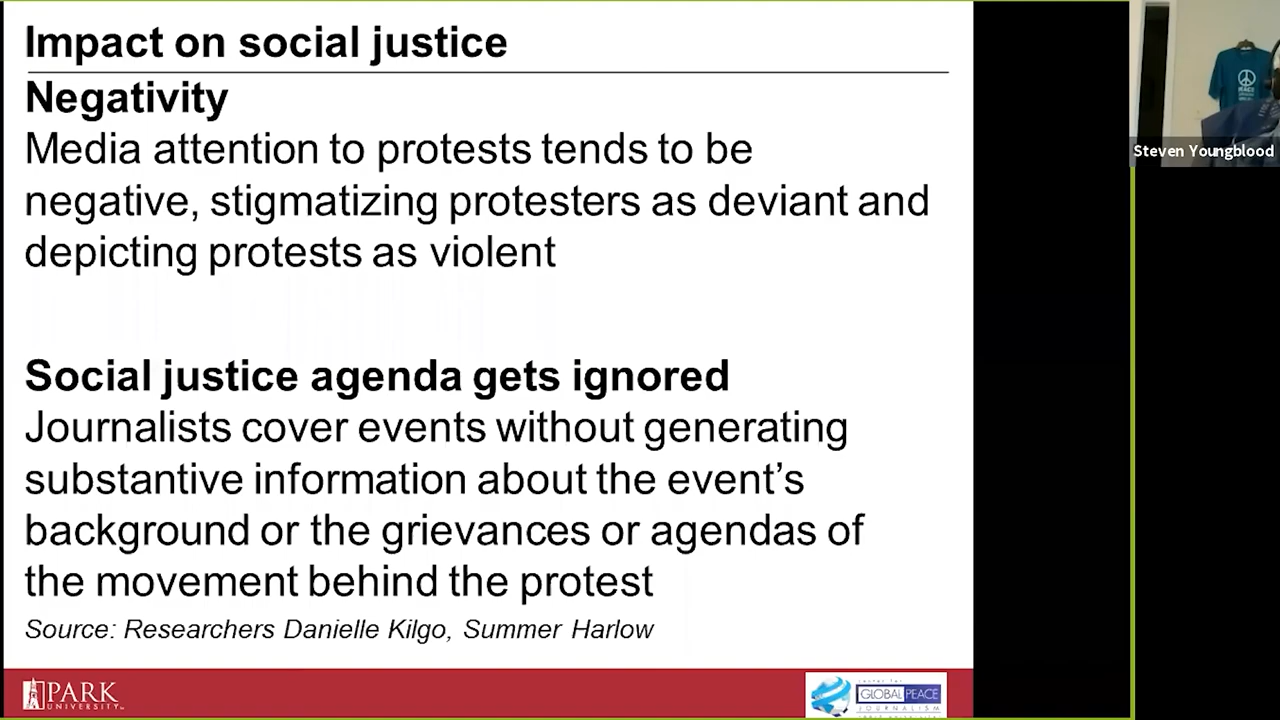 Impact on social justice
Negativity
Media attention to protests tends to be
negative, stigmatizing protesters as deviant and
depicting protests as violent
Social justice agenda gets ignored
Journalists cover events without generating
substantive information about the event's
background or the grievances or agendas of
the movement behind the protest
Source: Researchers Danielle Kilgo, Summer Harlow
PARK
UNIVERSITY
center for
GLOBAL PEACE
JOURNALISM
PEACE
Steven Youngblood